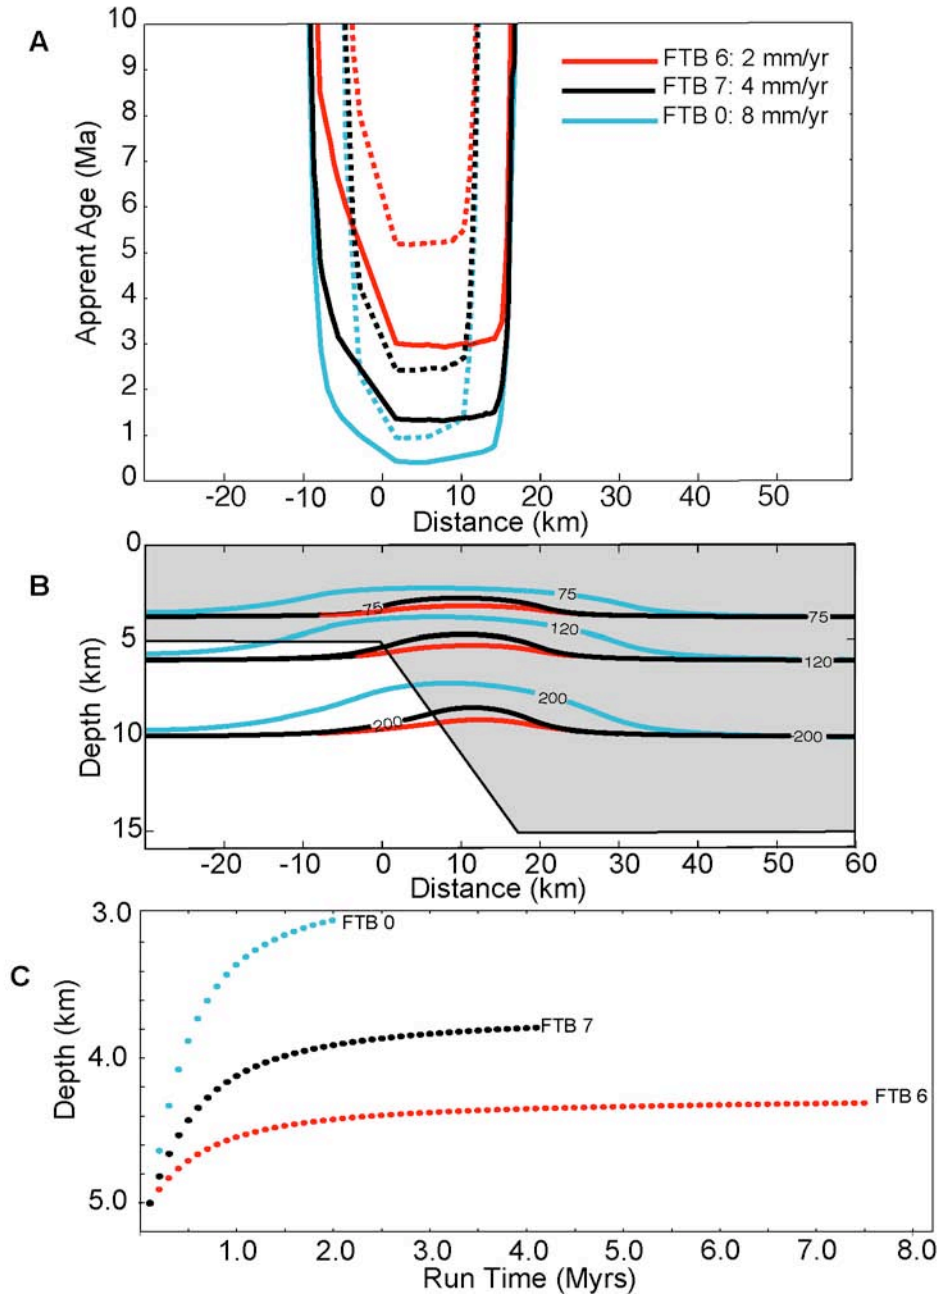 A
10
9
8
7
6
5
4
3
2
1
0
Apprent Age (Ma)
FTB 6: 2 mm/yr
FTB 7: 4 mm/yr
FTB 0: 8 mm/yr
-20 -10 0 10 20 30 40 50
Distance (km)
B
0
5
10
15
Depth (km)
75 75 75
120 120
200 200 200
-20 -10 0 10 20 30 40 50 60
Distance (km)
C
3.0
4.0
5.0
Depth (km)
FTB 0
FTB 7
FTB 6
1.0 2.0 3.0 4.0 5.0 6.0 7.0 8.0
Run Time (Myrs)